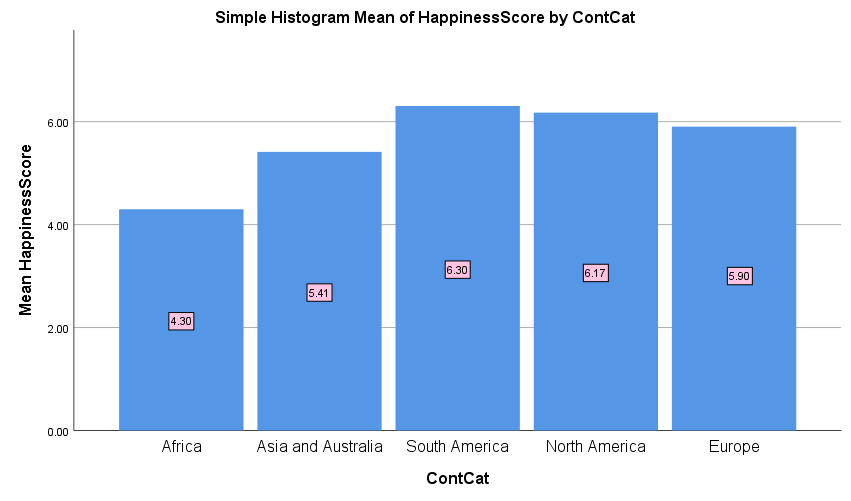 Simple Histogram Mean of HappinessScore by ContCat
Mean HappinessScore
6.00
4.00
2.00
0.00
4.30
5.41
6.30
6.17
5.90
Africa
Asia and Australia
South America
North America
Europe
ContCat